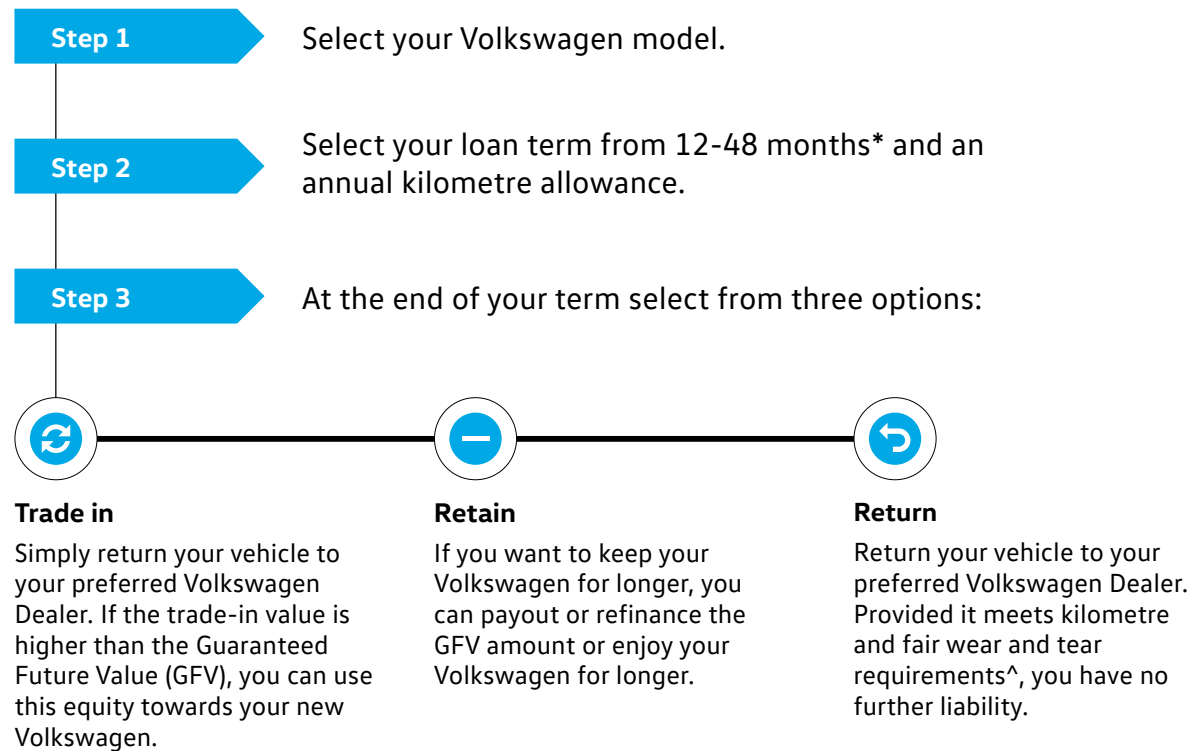 Step 1
Select your Volkswagen model.
Step 2
Select your loan term from 12-48 months* and an
annual kilometre allowance.
Step 3
At the end of your term select from three options:
Trade in
Simply return your vehicle to
your preferred Volkswagen
Dealer. If the trade-in value is
higher than the Guaranteed
Future Value (GFV), you can use
this equity towards your new
Volkswagen.
Retain
If you want to keep your
Volkswagen for longer, you
can payout or refinance the
GFV amount or enjoy your
Volkswagen for longer.
Return
Return your vehicle to your
preferred Volkswagen Dealer.
Provided it meets kilometre
and fair wear and tear
requirements^, you have no
further liability.